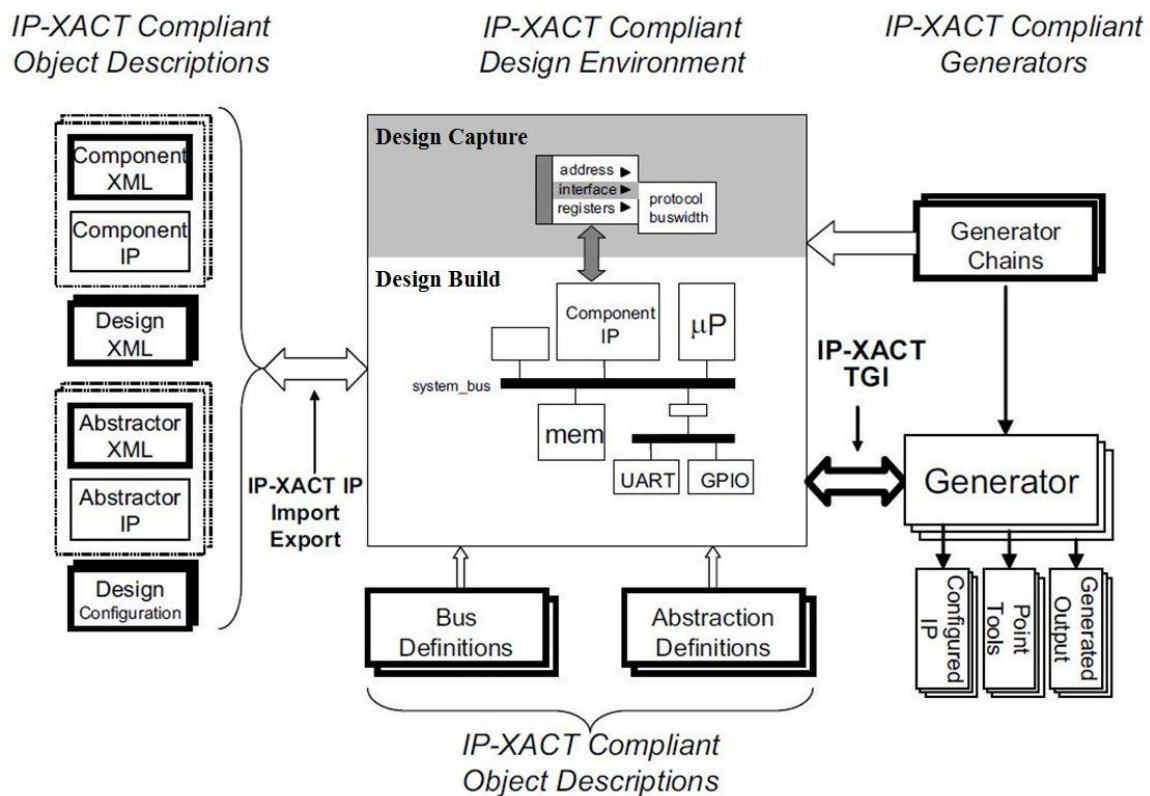 IP-XACT Compliant
Object Descriptions
IP-XACT Compliant
Design Environment
IP-XACT Compliant
Generators
Component
XML
Component
IP
Design
XML
Abstractor
XML
Abstractor
IP
Design
Configuration
IP-XACT IP
Import
Export
Design Capture
address
interface
registers
protocol
buswidth
Design Build
Component
IP
μP
system_bus
mem
UART
GPIO
Generator
Chains
IP-XACT
TGI
Generator
Configured
IP
Point
Tools
Generated
Output
Bus
Definitions
Abstraction
Definitions
IP-XACT Compliant
Object Descriptions